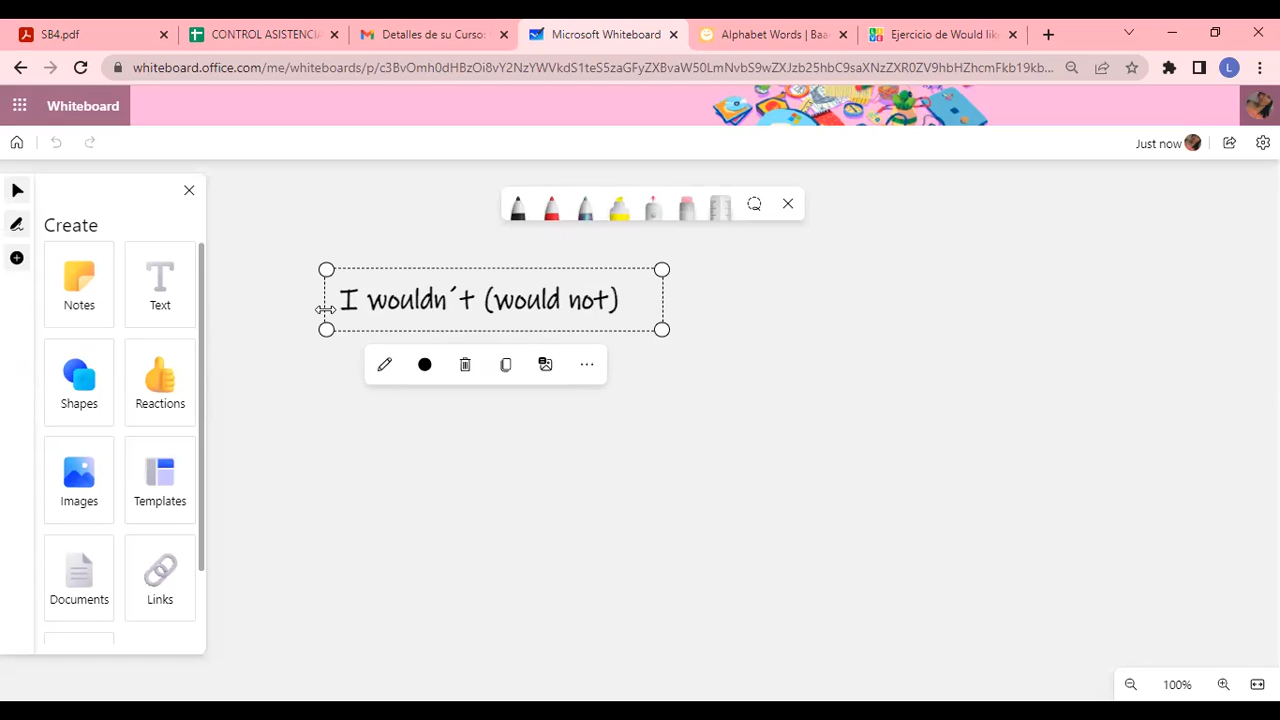 SB4.pdf
CONTROL ASISTENCIA
Detalles de su Curso:
Microsoft Whiteboard
Alphabet Words | Baa
Ejercicio de Would lik
whiteboard.office.com/me/whiteboards/p/c3BvOmh0dHBzOi8vY2NzYWVkdS1teS5zaGFyZXBvaW50LmNvbS9wZXJzb25hbC9saXNzZXR0ZV9hbHZhcmFkb19kb...
L
Whiteboard
Just now
Create
Notes
Text
Shapes
Reactions
Images
Templates
Documents
Links
I wouldn´t (would not)
100%